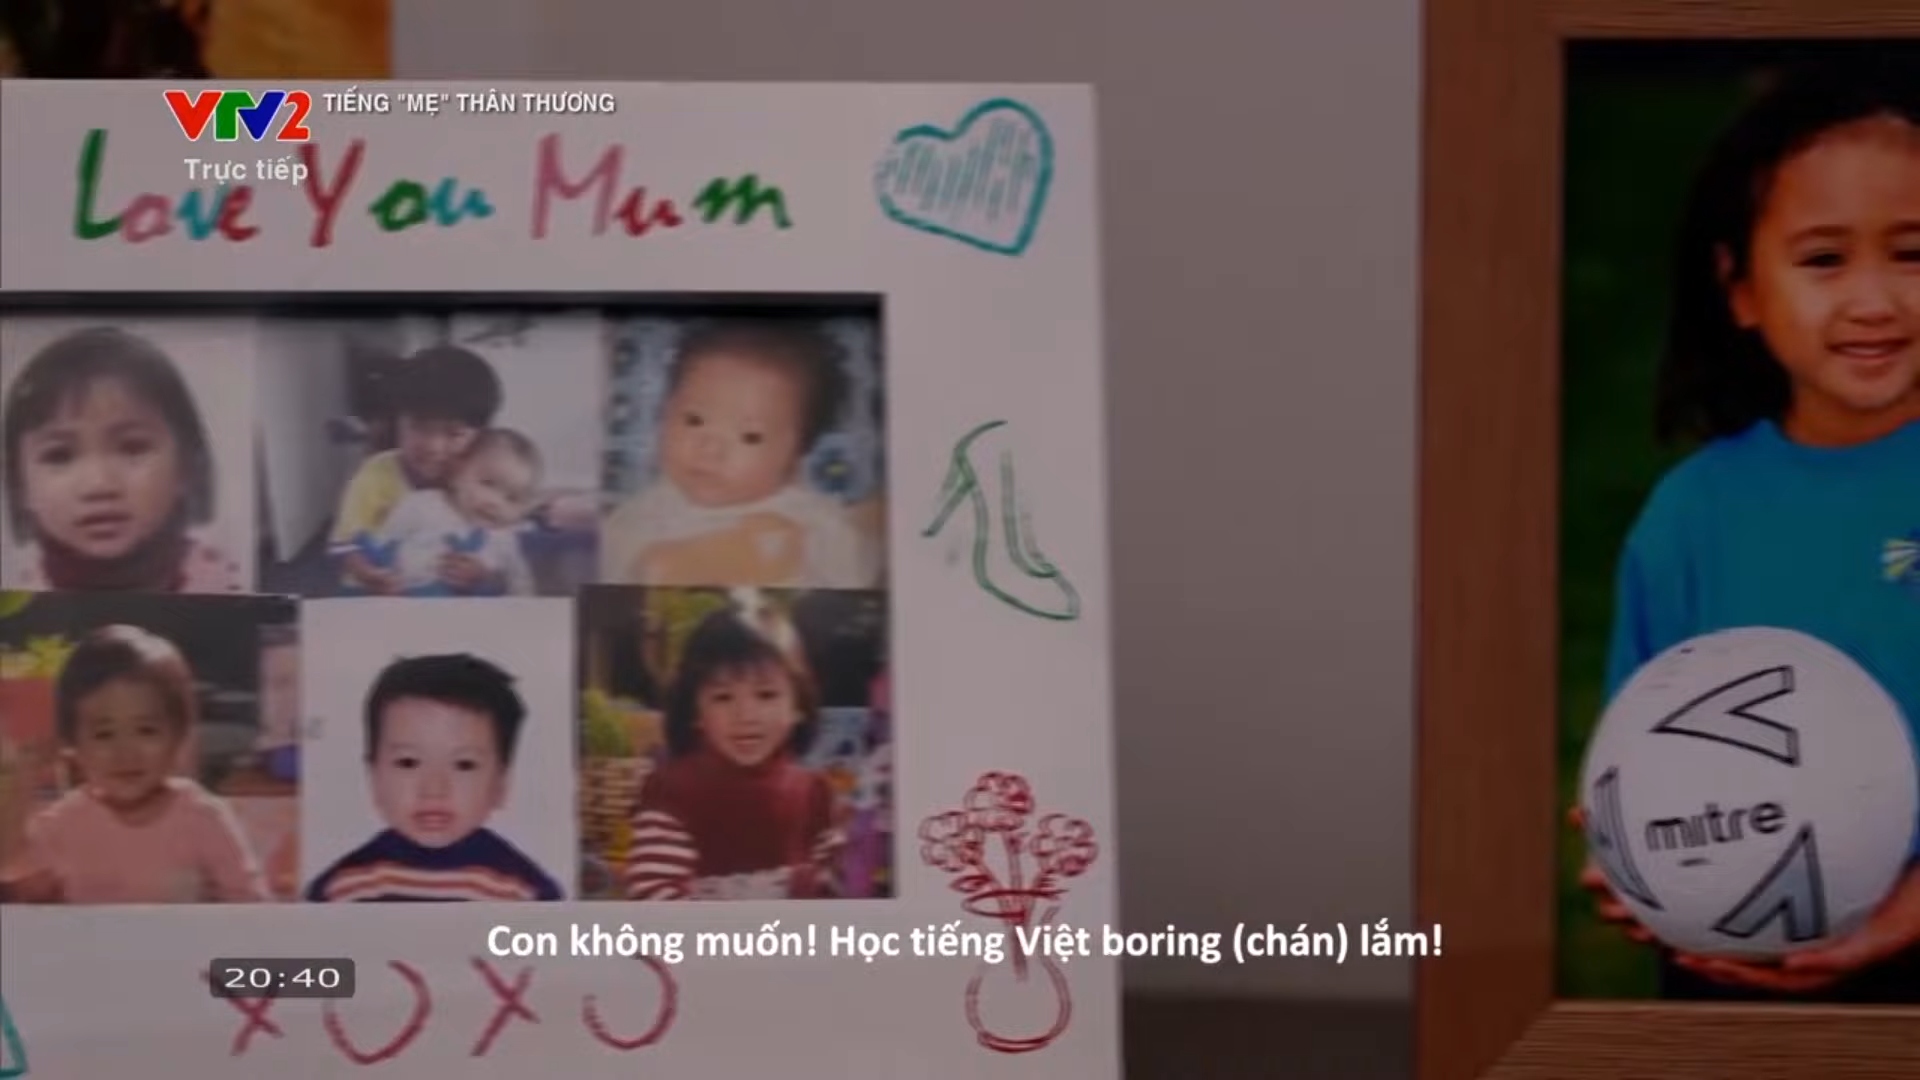 VTV2 TIẾNG "MẸ" THÂN THƯƠNG
Trực tiếp
Love You Mum
mitre
Con không muốn! Học tiếng Việt boring (chán) lắm!
20:40
XOXO